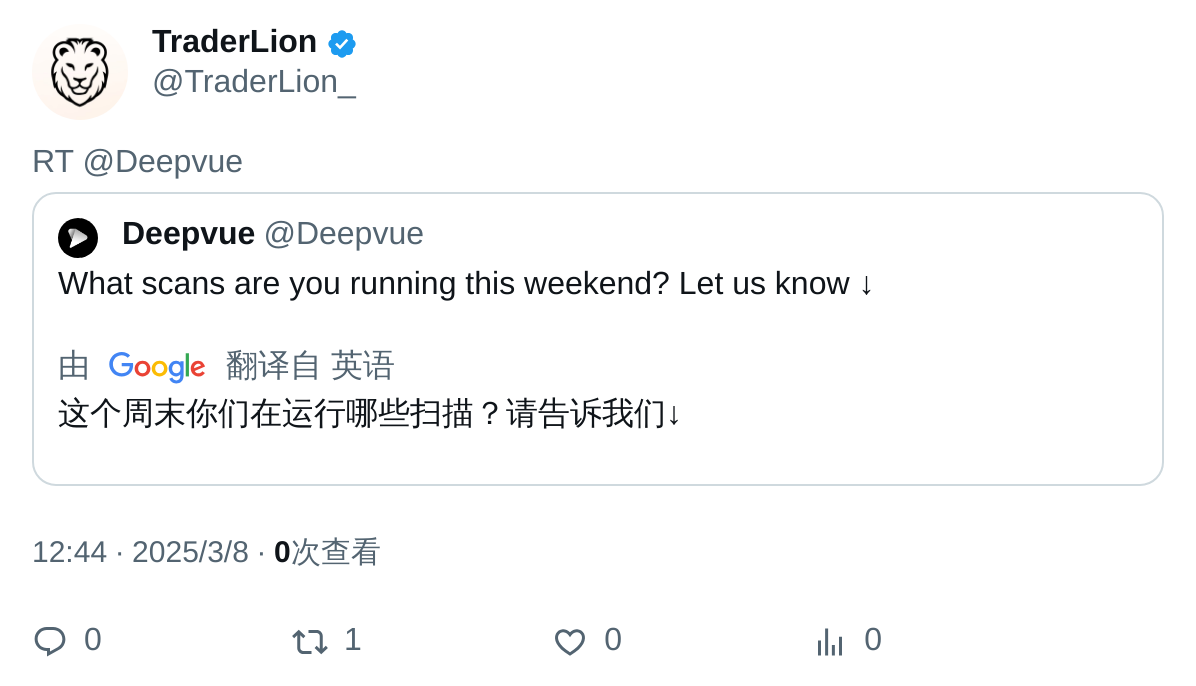 TraderLion
@TraderLion_
RT @Deepvue
Deepvue @Deepvue
What scans are you running this weekend? Let us know ↓
由 Google 翻译自 英语
这个周末你们在运行哪些扫描？请告诉我们↓
12:44 · 2025/3/8 · 0次查看
0 1 0 0